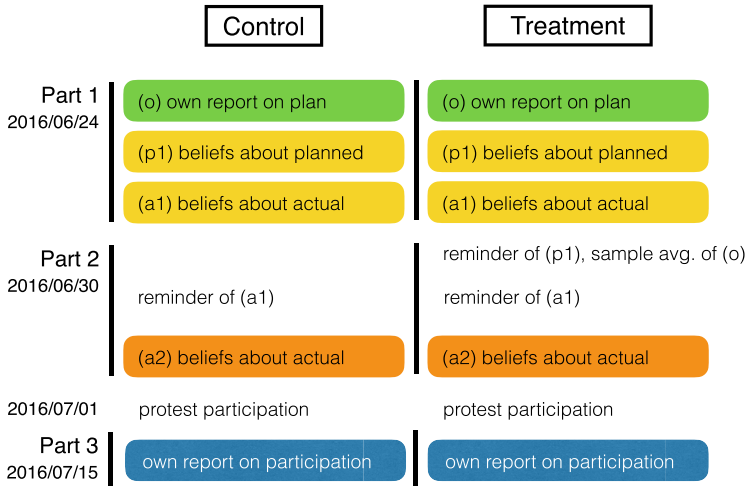 Control
Treatment
Part 1
2016/06/24
(o) own report on plan
(o) own report on plan
(p1) beliefs about planned
(p1) beliefs about planned
(a1) beliefs about actual
(a1) beliefs about actual
Part 2
2016/06/30
reminder of (p1), sample avg. of (o)
reminder of (a1)
reminder of (a1)
(a2) beliefs about actual
(a2) beliefs about actual
2016/07/01
protest participation
protest participation
Part 3
2016/07/15
own report on participation
own report on participation